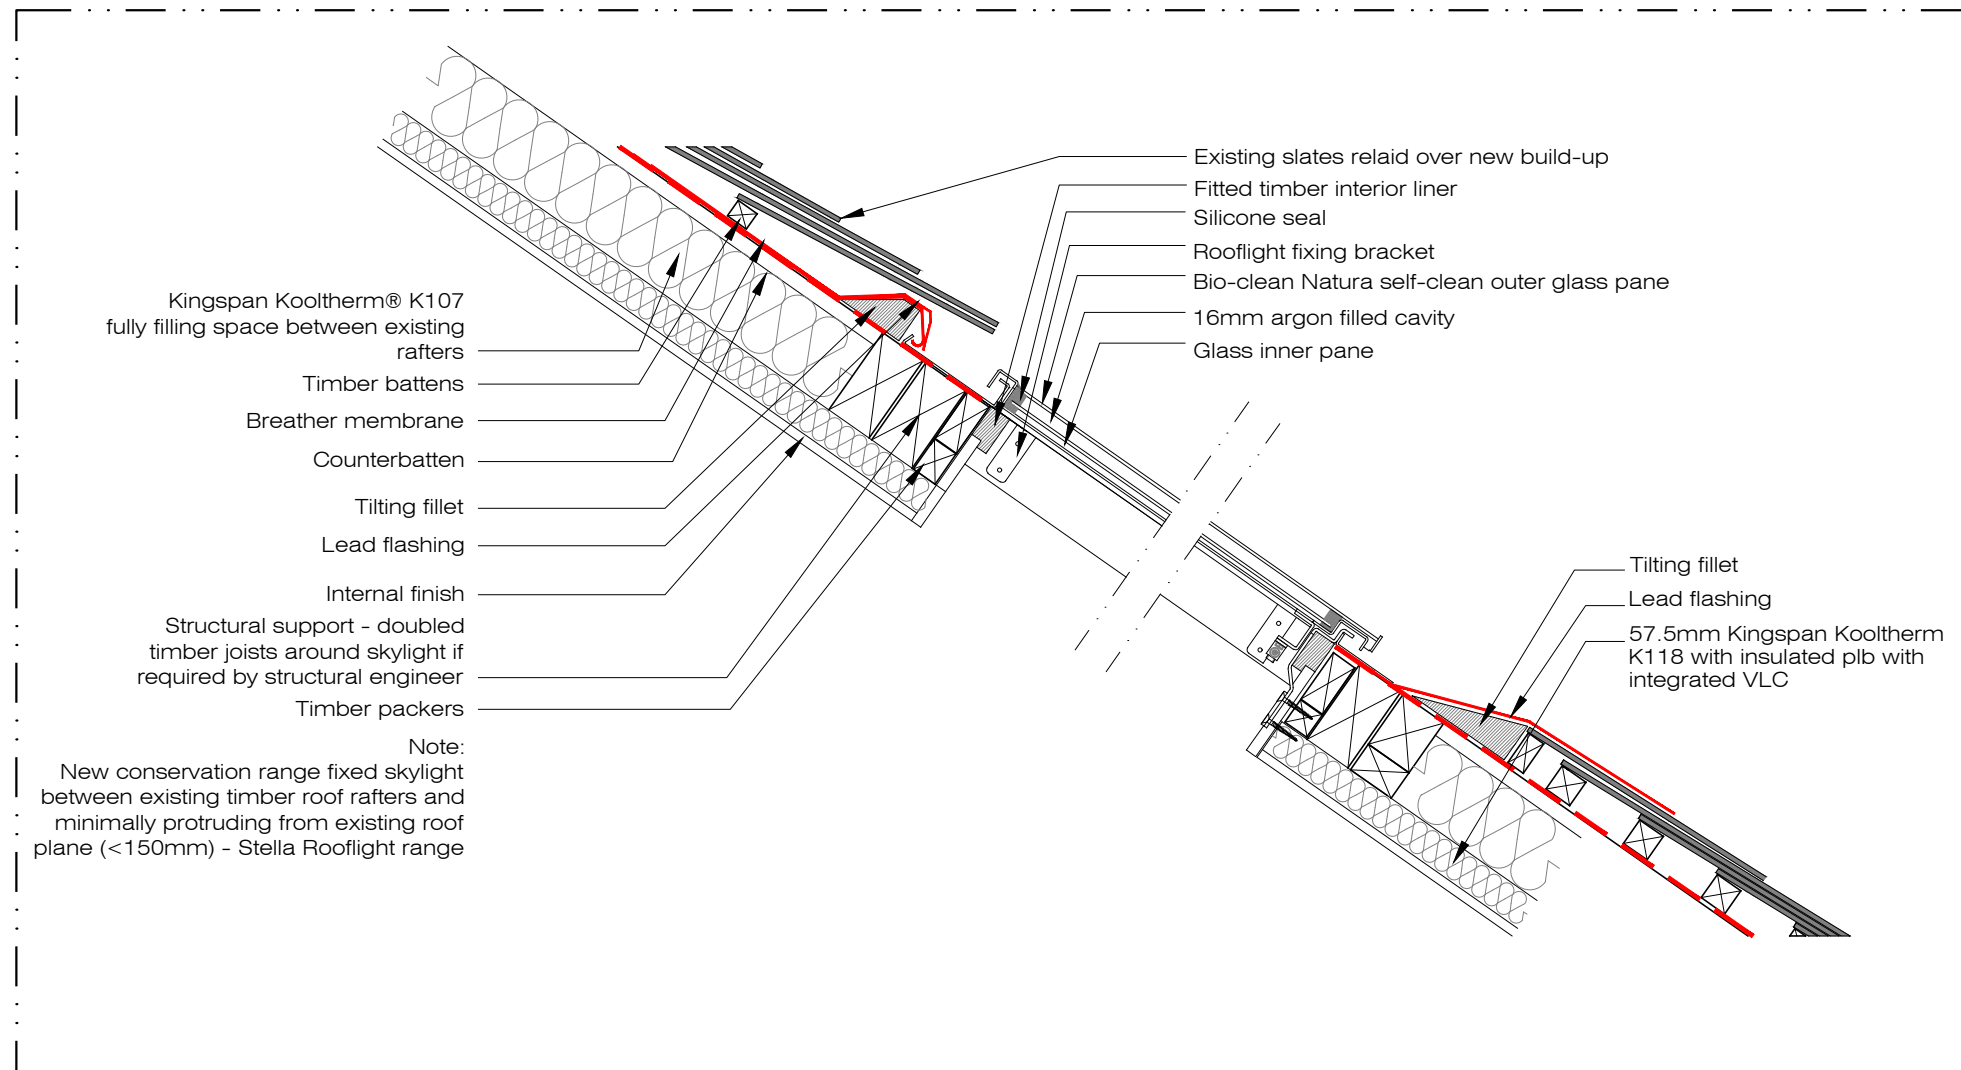 Existing slates relaid over new build-up
Fitted timber interior liner
Silicone seal
Rooflight fixing bracket
Bio-clean Natura self-clean outer glass pane
16mm argon filled cavity
Glass inner pane
Kingspan Kooltherm® K107
fully filling space between existing
rafters
Timber battens
Breather membrane
Counterbatten
Tilting fillet
Lead flashing
Internal finish
Structural support - doubled
timber joists around skylight if
required by structural engineer
Timber packers
Note:
New conservation range fixed skylight
between existing timber roof rafters and
minimally protruding from existing roof
plane (<150mm) - Stella Rooflight range
Tilting fillet
Lead flashing
57.5mm Kingspan Kooltherm
K118 with insulated plb with
integrated VLC